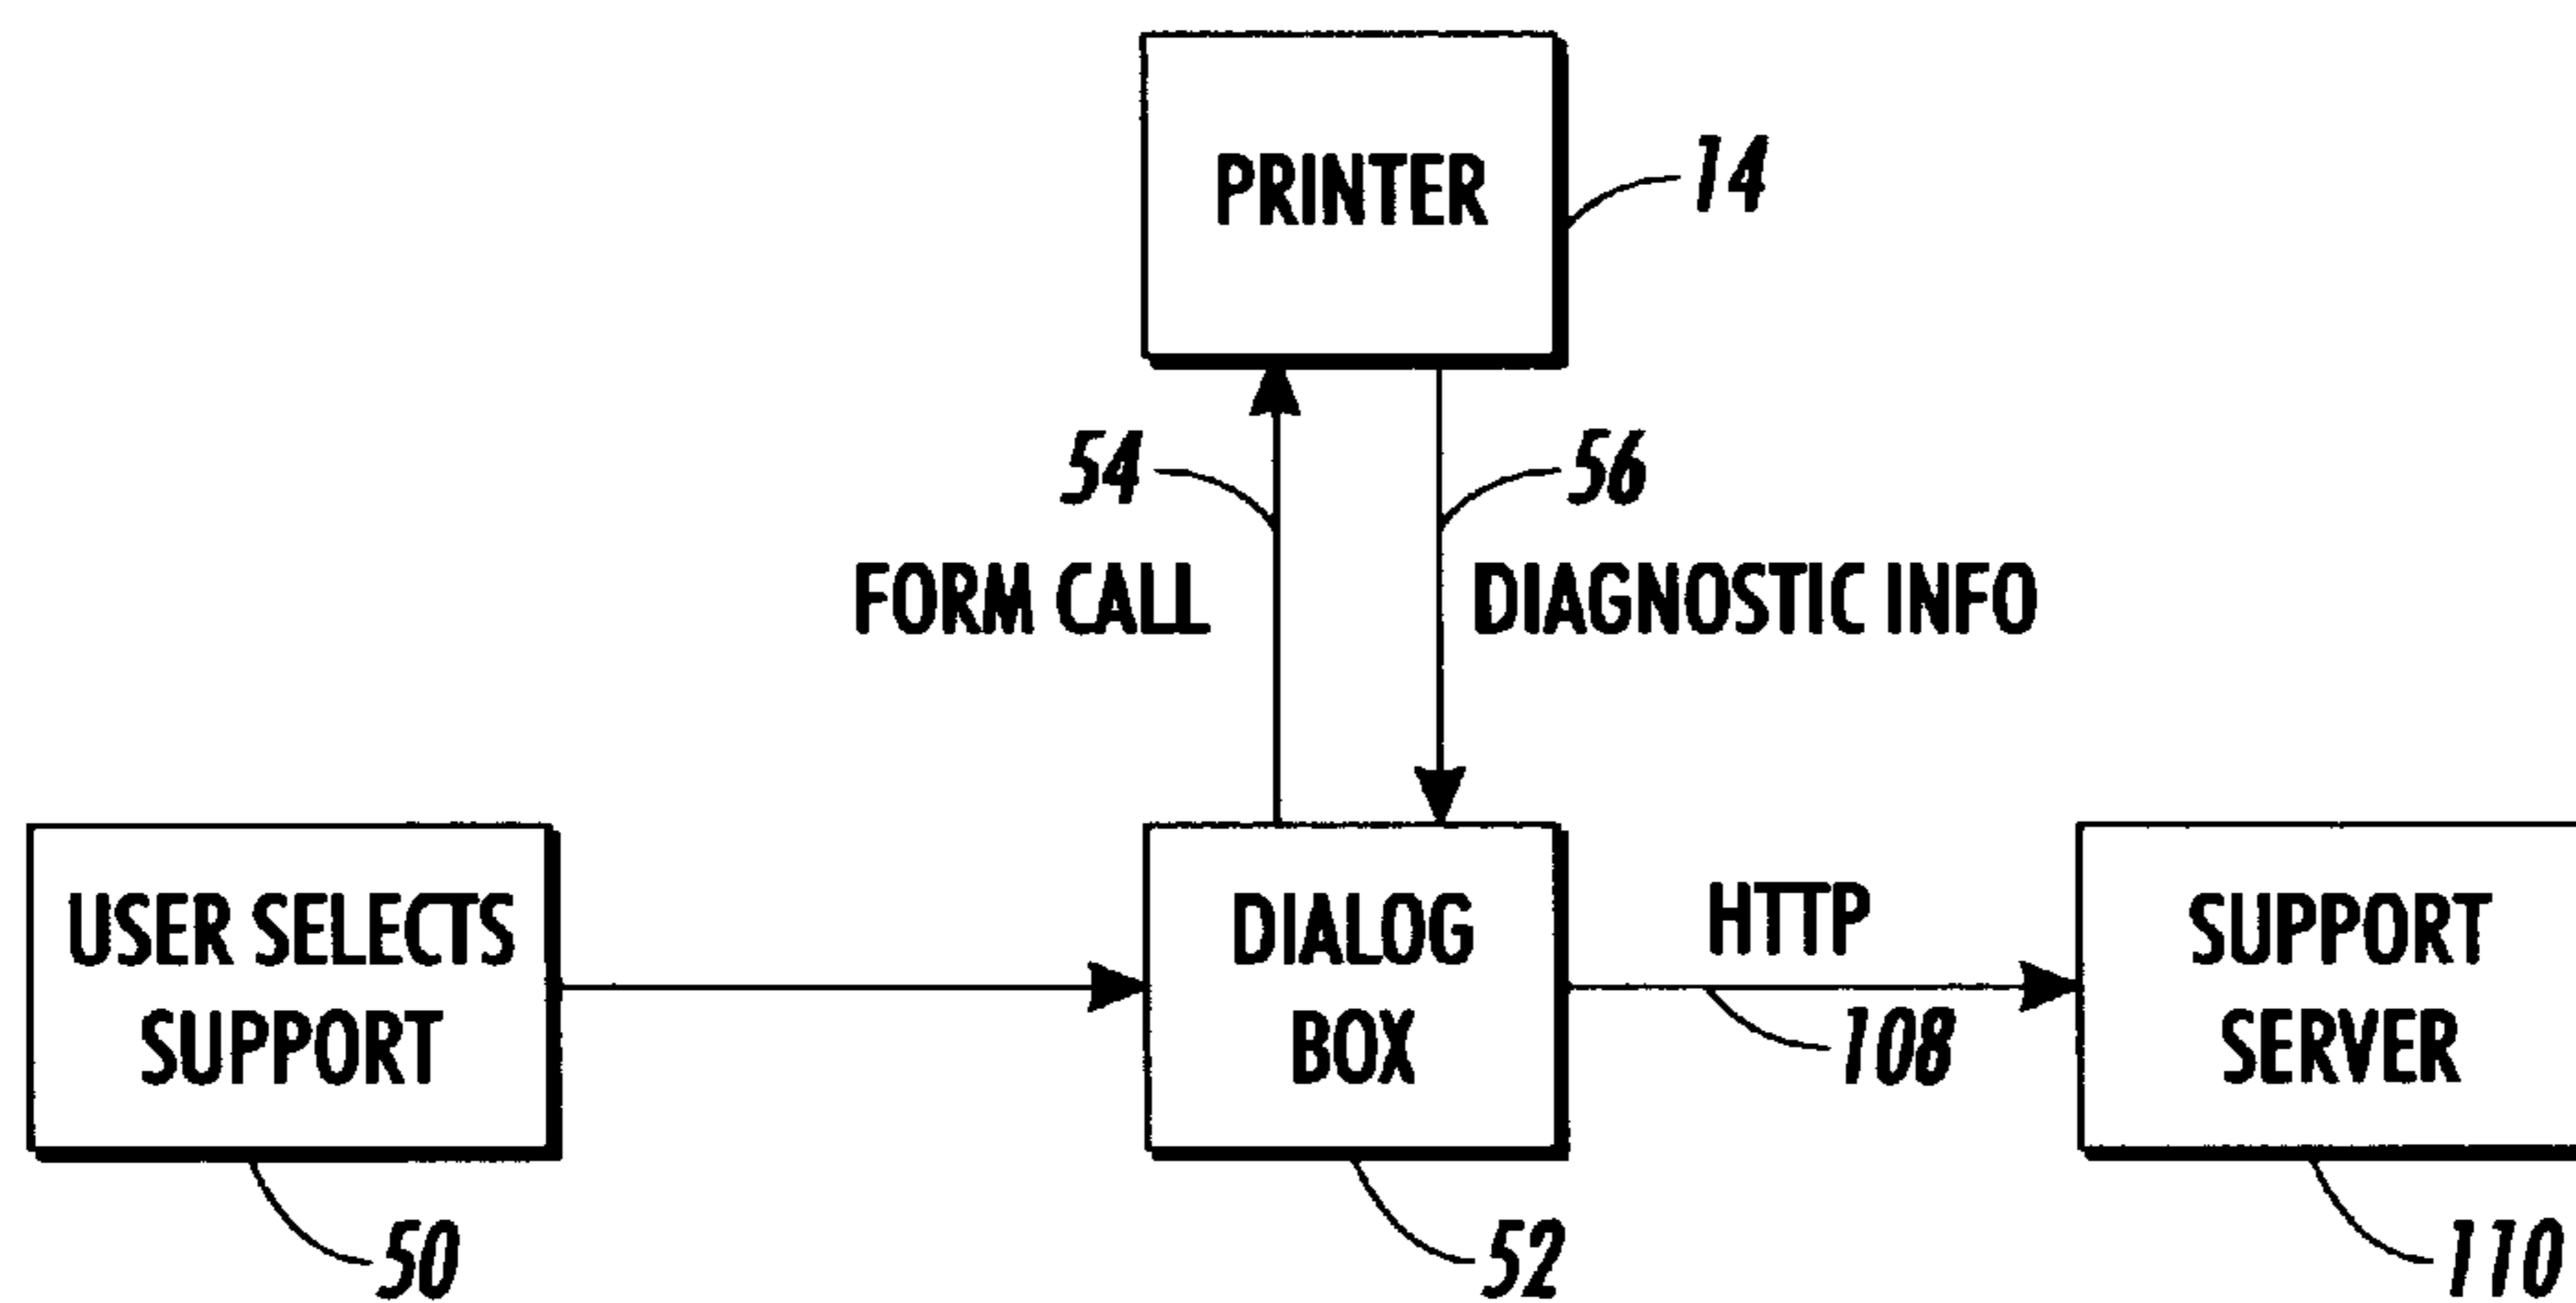 PRINTER
14
54
56
FORM CALL
DIAGNOSTIC INFO
USER SELECTS
SUPPORT
50
DIALOG
BOX
52
HTTP
108
SUPPORT
SERVER
110